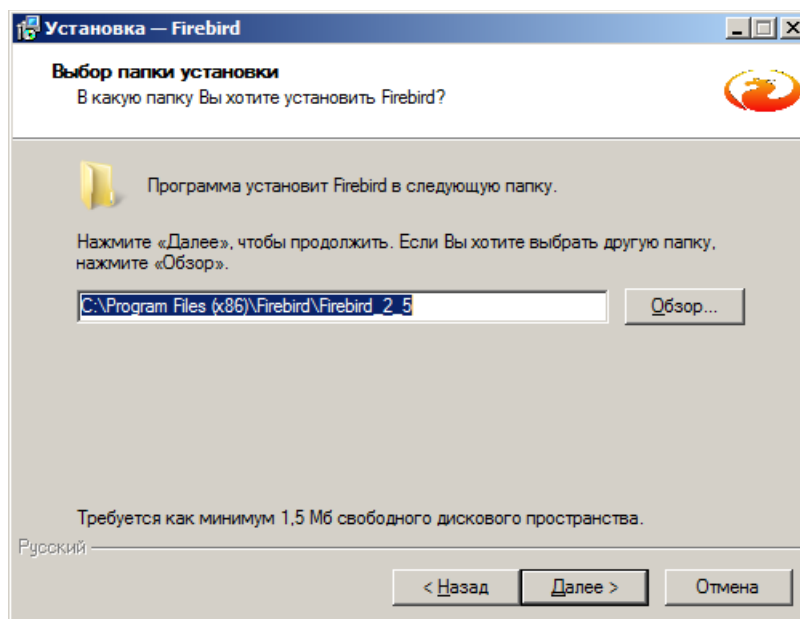 Установка — Firebird
Выбор папки установки
В какую папку Вы хотите установить Firebird?
Программа установит Firebird в следующую папку.
Нажмите «Далее», чтобы продолжить. Если Вы хотите выбрать другую папку,
нажмите «Обзор».
C:\Program Files (x86)\Firebird\Firebird_2_5
Обзор...
Требуется как минимум 1,5 Мб свободного дискового пространства.
Русский
< Назад
Далее >
Отмена